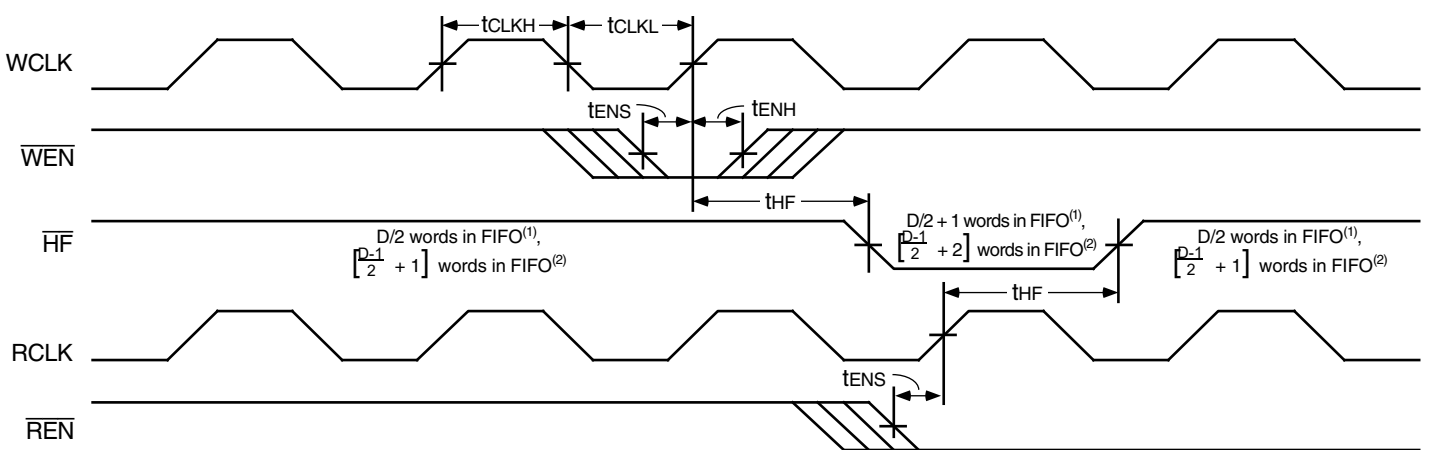 tCLKH
tCLKL
WCLK
tENS
tENH
WEN
tHF
HF
D/2 words in FIFO(1),
[D-1/2 + 1] words in FIFO(2)
D/2 + 1 words in FIFO(1),
[D-1/2 + 2] words in FIFO(2)
D/2 words in FIFO(1),
[D-1/2 + 1] words in FIFO(2)
tHF
RCLK
tENS
REN